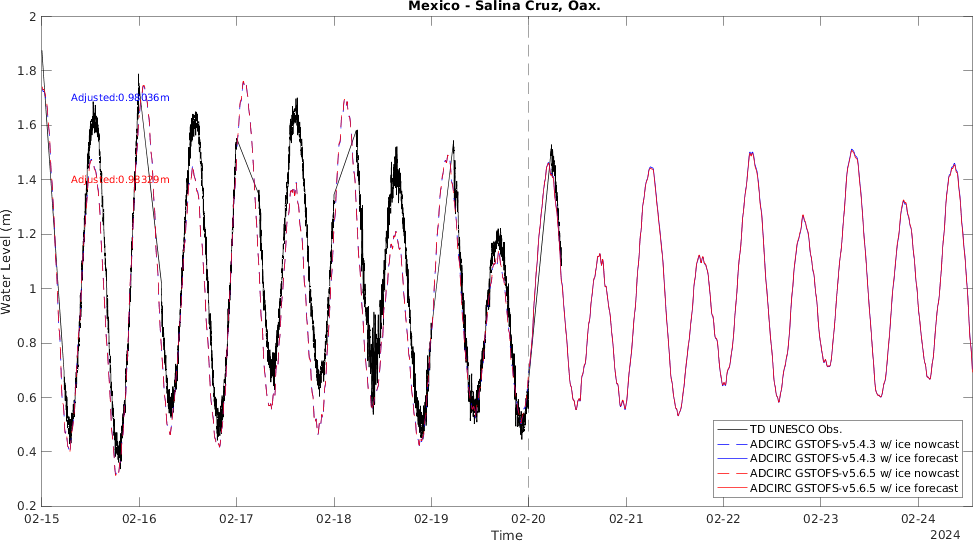 Mexico - Salina Cruz, Oax.
2
1.8
1.6
1.4
1.2
1
0.8
0.6
0.4
0.2
Water Level (m)
Adjusted:0.98036m
Adjusted:0.98329m
TD UNESCO Obs.
ADCIRC GSTOFS-v5.4.3 w/ ice nowcast
ADCIRC GSTOFS-v5.4.3 w/ ice forecast
ADCIRC GSTOFS-v5.6.5 w/ ice nowcast
ADCIRC GSTOFS-v5.6.5 w/ ice forecast
02-15 02-16 02-17 02-18 02-19 02-20 02-21 02-22 02-23 02-24
Time
2024